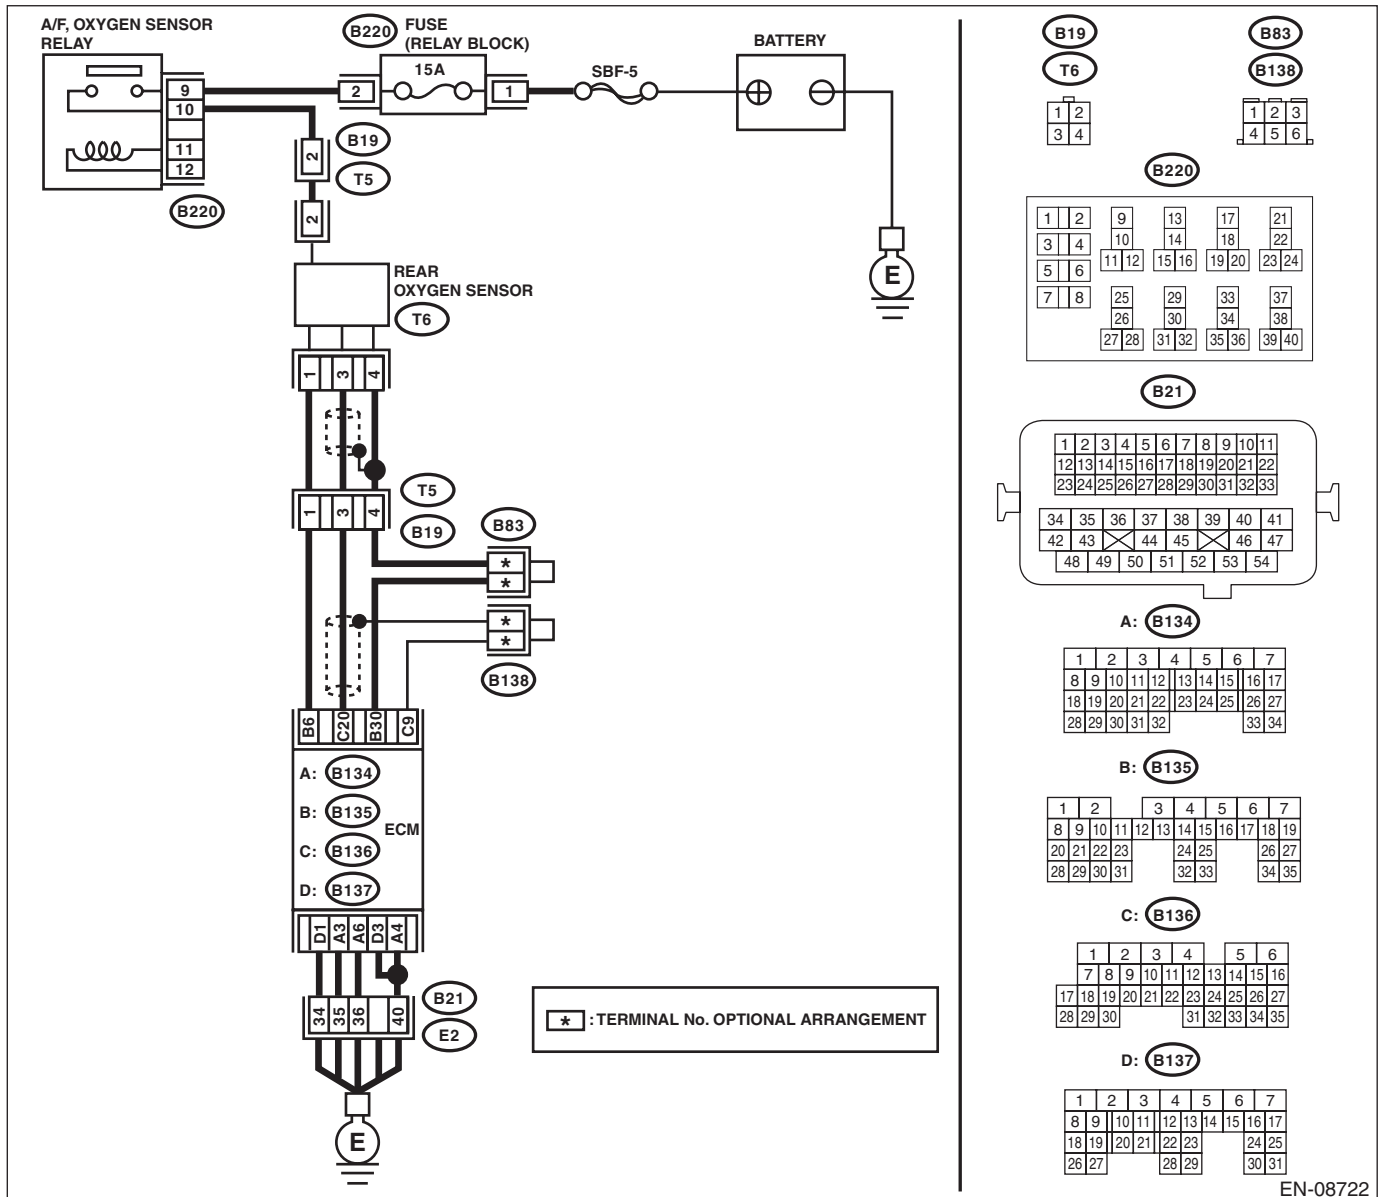 A/F, OXYGEN SENSOR
RELAY
9
10
11
12
B220
B220
FUSE
(RELAY BLOCK)
15A
2
1
SBF-5
BATTERY
E
2
B19
T5
2
REAR
OXYGEN SENSOR
T6
1 3 4
1 3 4
T5
B19
B83
*
*
*
*
B138
B6 C20 B30 C9
A: B134
B: B135
C: B136
D: B137
ECM
D1 A3 A6 D3 A4
34 35 36 40
B21
E2
E
* : TERMINAL No. OPTIONAL ARRANGEMENT
B19
T6
1 2
3 4
B83
B138
1 2 3
4 5 6
B220
1 2 9 13 17 21
3 4 10 14 18 22
11 12 15 16 19 20 23 24
5 6
7 8 25 29 33 37
26 30 34 38
27 28 31 32 35 36 39 40
B21
1 2 3 4 5 6 7 8 9 10 11
12 13 14 15 16 17 18 19 20 21 22
23 24 25 26 27 28 29 30 31 32 33
34 35 36 37 38 39 40 41
42 43 44 45 46 47
48 49 50 51 52 53 54
A: B134
1 2 3 4 5 6 7
8 9 10 11 12 13 14 15 16 17
18 19 20 21 22 23 24 25 26 27
28 29 30 31 32 33 34
B: B135
1 2 3 4 5 6 7
8 9 10 11 12 13 14 15 16 17 18 19
20 21 22 23 24 25 26 27
28 29 30 31 32 33 34 35
C: B136
1 2 3 4 5 6
7 8 9 10 11 12 13 14 15 16
17 18 19 20 21 22 23 24 25 26 27
28 29 30 31 32 33 34 35
D: B137
1 2 3 4 5 6 7
8 9 10 11 12 13 14 15 16 17
18 19 20 21 22 23 24 25
26 27 28 29 30 31
EN-08722